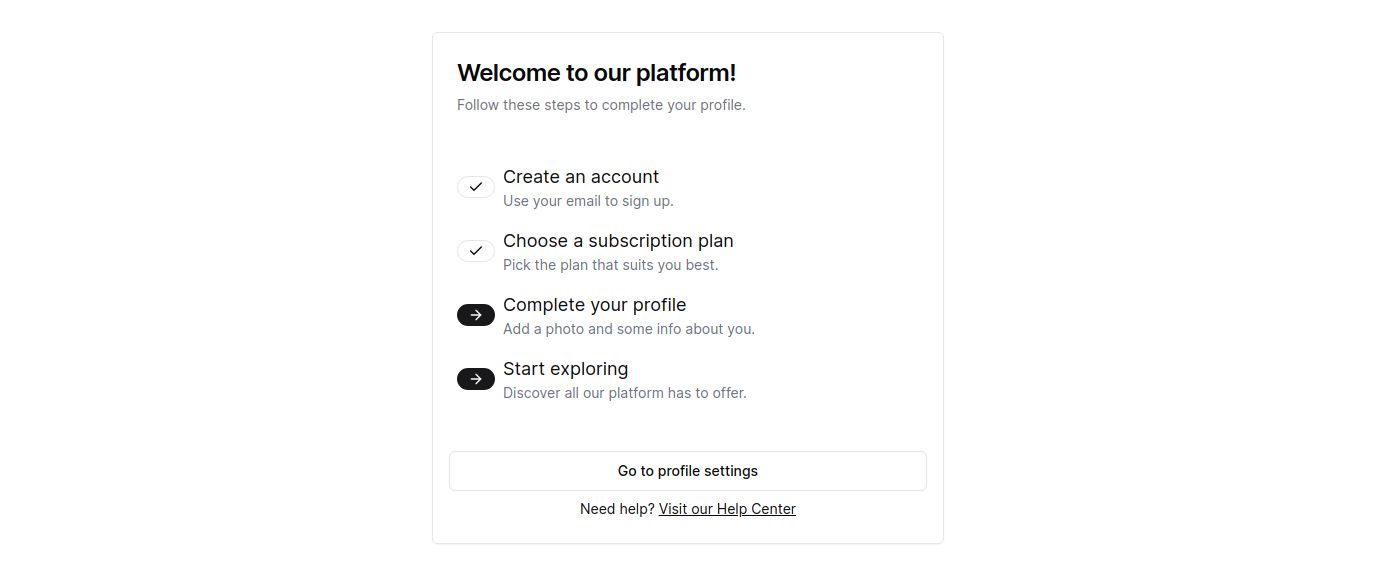 Welcome to our platform!
Follow these steps to complete your profile.
Create an account
Use your email to sign up.
Choose a subscription plan
Pick the plan that suits you best.
Complete your profile
Add a photo and some info about you.
Start exploring
Discover all our platform has to offer.
Go to profile settings
Need help? Visit our Help Center